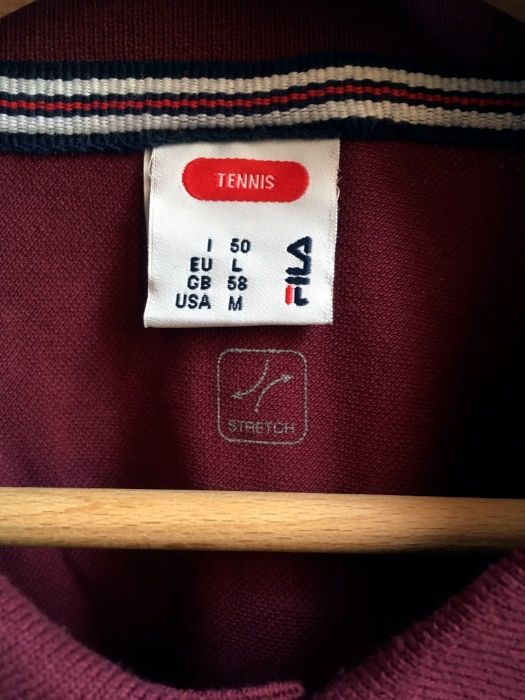 TENNIS
I 50
EU L
GB 58
USA M
FILA
STRETCH